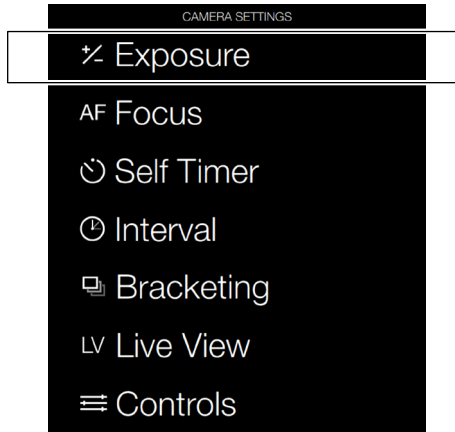 CAMERA SETTINGS
+/- Exposure
AF Focus
Self Timer
Interval
Bracketing
LV Live View
Controls